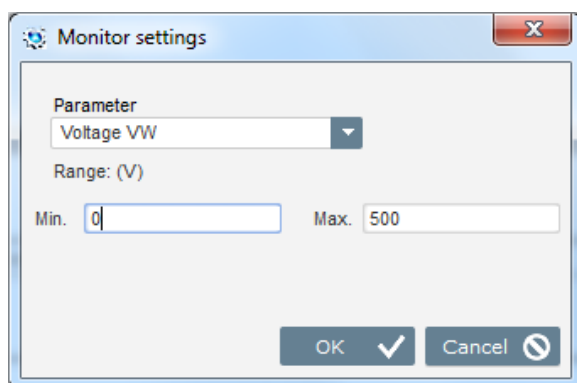 Monitor settings
Parameter
Voltage VW
Range: (V)
Min. 0 Max. 500
OK Cancel